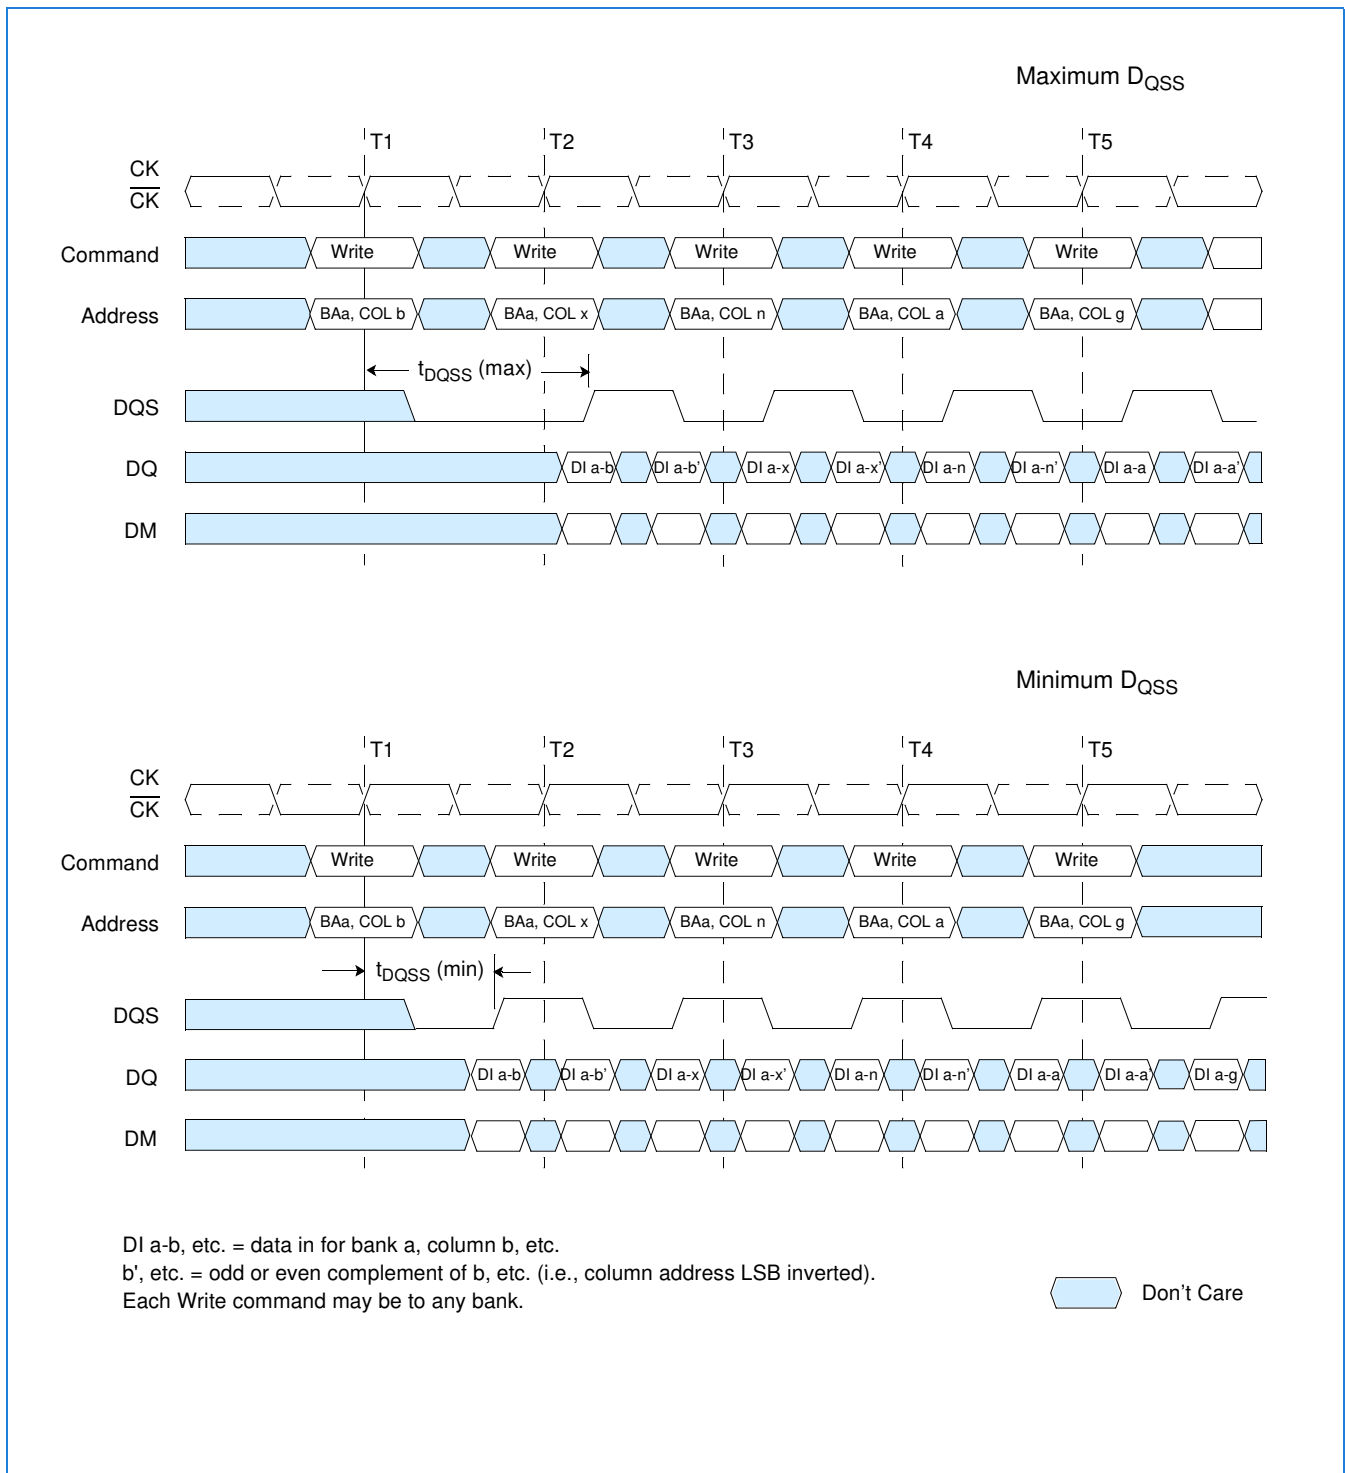 Maximum DQSS
T1 T2 T3 T4 T5
CK
CK
Command Write Write Write Write Write
Address BAa, COL b BAa, COL x BAa, COL n BAa, COL a BAa, COL g
tDQSS (max)
DQS
DQ DI a-b DI a-b' DI a-x DI a-x' DI a-n DI a-n' DI a-a DI a-a'
DM
Minimum DQSS
T1 T2 T3 T4 T5
CK
CK
Command Write Write Write Write Write
Address BAa, COL b BAa, COL x BAa, COL n BAa, COL a BAa, COL g
tDQSS (min)
DQS
DQ DI a-b DI a-b' DI a-x DI a-x' DI a-n DI a-n' DI a-a DI a-a' DI a-g
DM
DI a-b, etc. = data in for bank a, column b, etc.
b', etc. = odd or even complement of b, etc. (i.e., column address LSB inverted).
Each Write command may be to any bank.
Don't Care